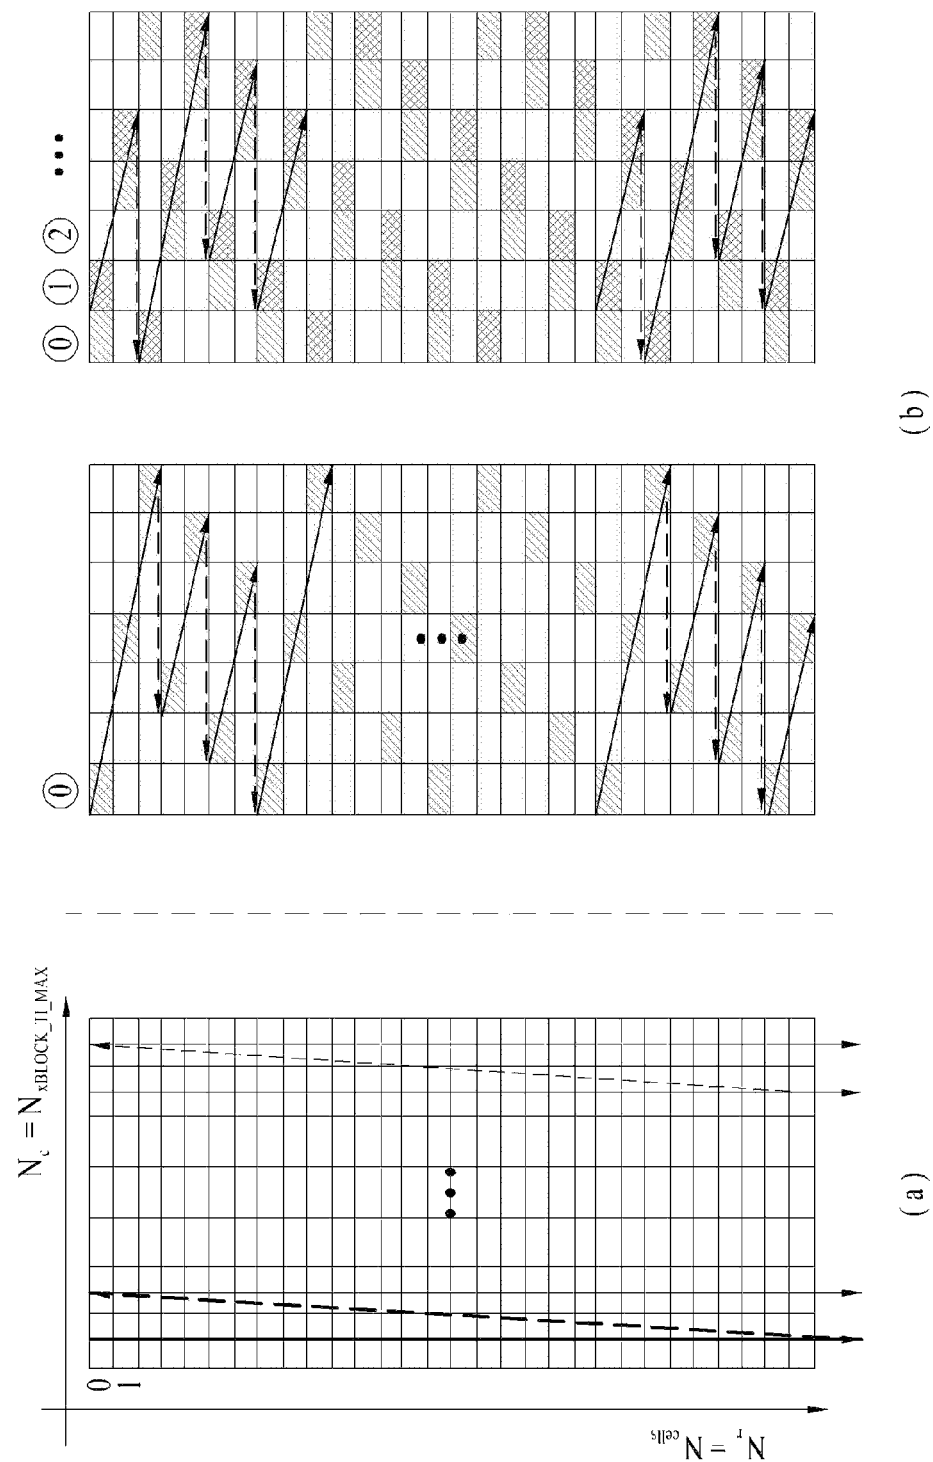 ⓪ ① ② •••
(b)
⓪
N_c = N_xBLOCK_TI_MAX
(a)
0
1
N_r = N_cells